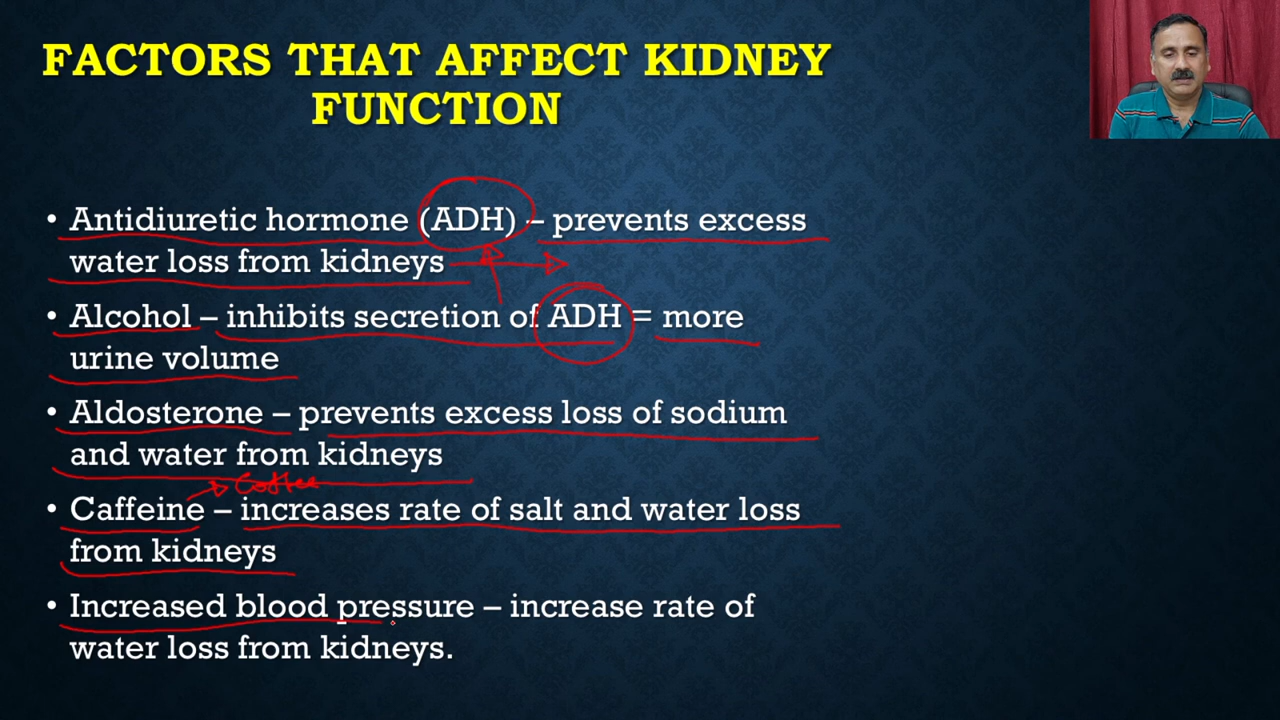 FACTORS THAT AFFECT KIDNEY
FUNCTION
• Antidiuretic hormone (ADH) – prevents excess
water loss from kidneys
• Alcohol – inhibits secretion of ADH = more
urine volume
• Aldosterone – prevents excess loss of sodium
and water from kidneys
Coffee
• Caffeine – increases rate of salt and water loss
from kidneys
• Increased blood pressure – increase rate of
water loss from kidneys.